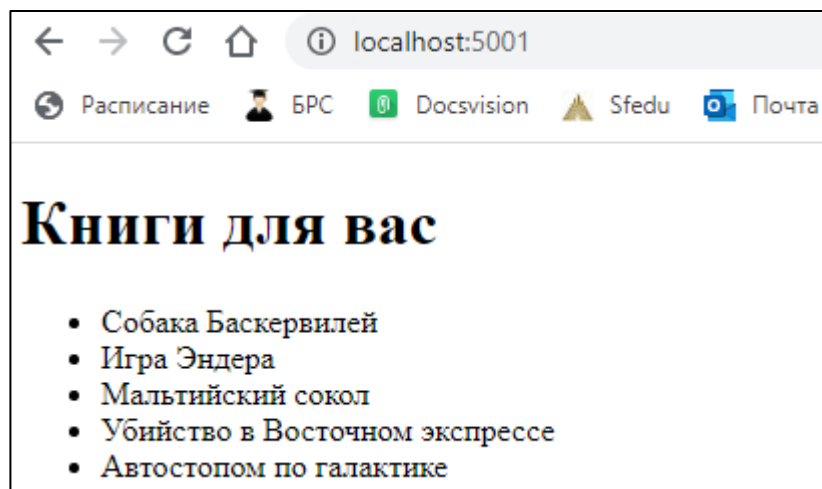 localhost:5001
Расписание БРС Docsvision Sfedu Почта
Книги для вас
Собака Баскервилей
Игра Эндера
Мальтийский сокол
Убийство в Восточном экспрессе
Автостопом по галактике